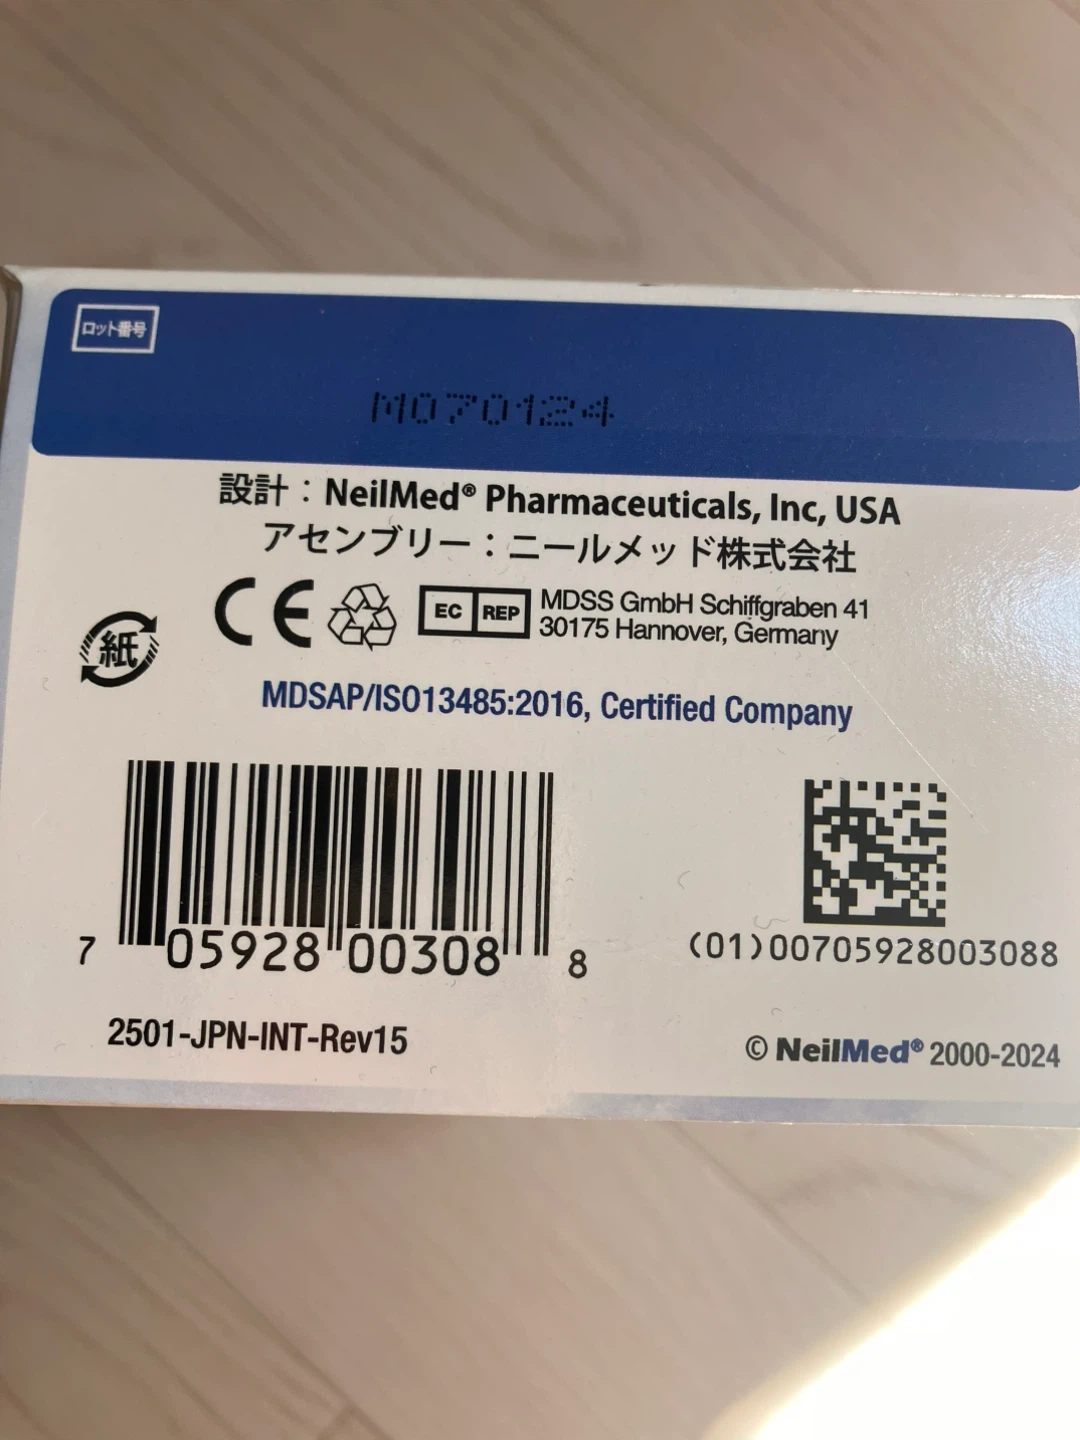 ロット番号
M070124
設計：NeilMed® Pharmaceuticals, Inc, USA
アセンブリー：ニールメッド株式会社
紙
CE
EC REP
MDSS GmbH Schiffgraben 41
30175 Hannover, Germany
MDSAP/ISO13485:2016, Certified Company
7 05928 00308 8
(01)00705928003088
2501-JPN-INT-Rev15
© NeilMed® 2000-2024